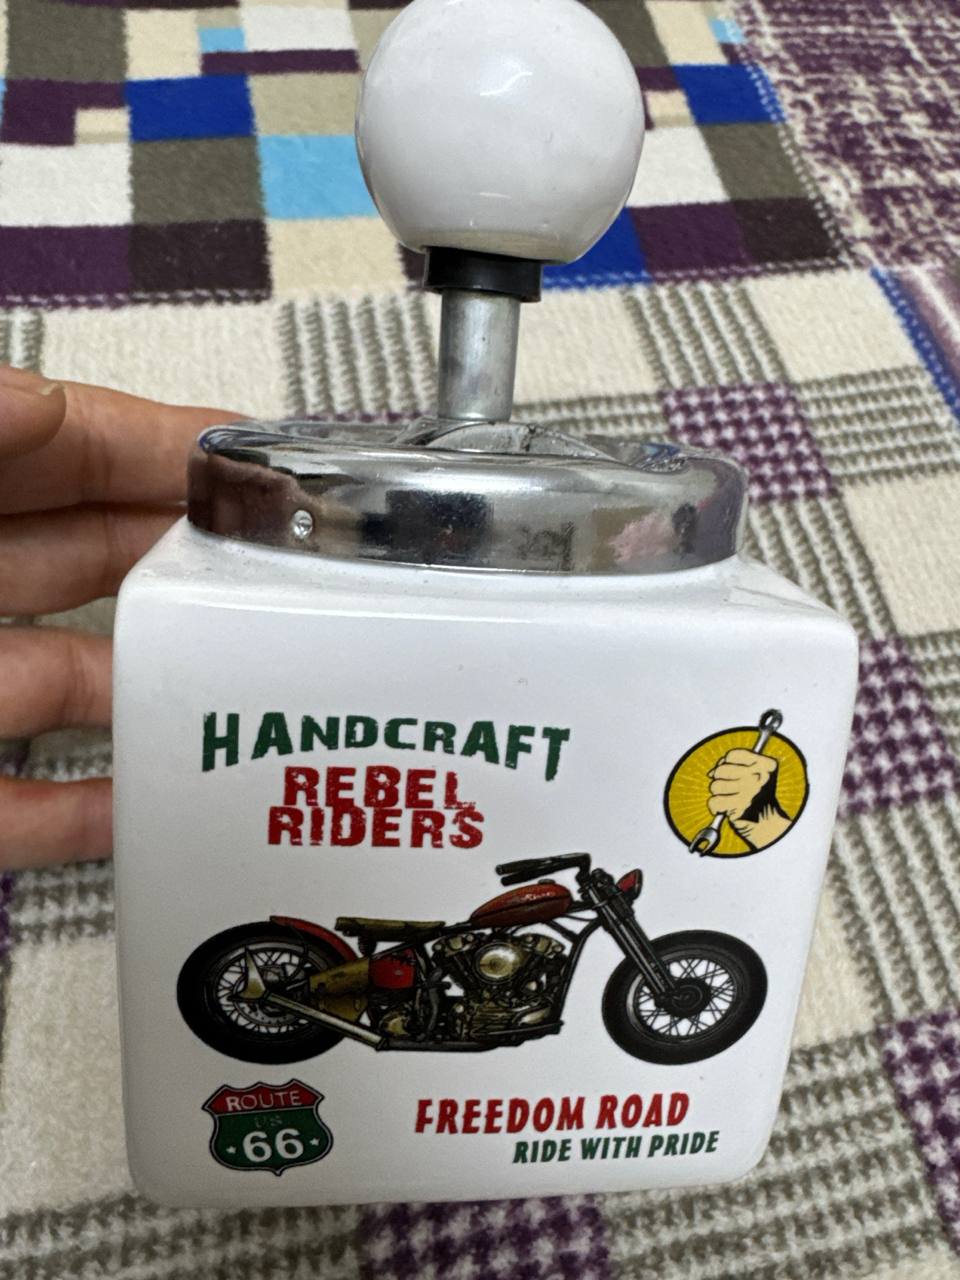 HANDCRAFT
REBEL
RIDERS
ROUTE
US
66
FREEDOM ROAD
RIDE WITH PRIDE